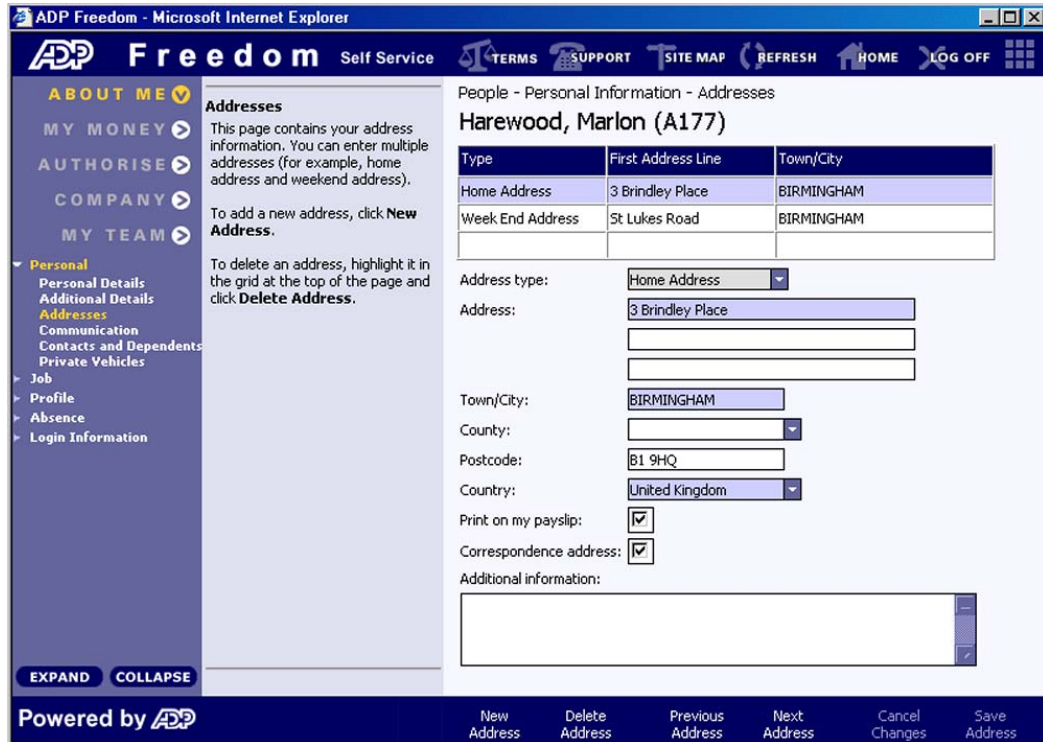 ADP Freedom - Microsoft Internet Explorer
ADP Freedom Self Service TERMS SUPPORT SITE MAP REFRESH HOME LOG OFF
ABOUT ME
MY MONEY
AUTHORISE
COMPANY
MY TEAM
Personal
Personal Details
Additional Details
Addresses
Communication
Contacts and Dependents
Private Vehicles
Job
Profile
Absence
Login Information
EXPAND COLLAPSE
Addresses
This page contains your address
information. You can enter multiple
addresses (for example, home
address and weekend address).
To add a new address, click New
Address.
To delete an address, highlight it in
the grid at the top of the page and
click Delete Address.
People - Personal Information - Addresses
Harewood, Marlon (A177)
Type First Address Line Town/City
Home Address 3 Brindley Place BIRMINGHAM
Week End Address St Lukes Road BIRMINGHAM
Address type: Home Address
Address: 3 Brindley Place
Town/City: BIRMINGHAM
County:
Postcode: B1 9HQ
Country: United Kingdom
Print on my payslip:
Correspondence address:
Additional information:
Powered by ADP
New Address
Delete Address
Previous Address
Next Address
Cancel Changes
Save Address